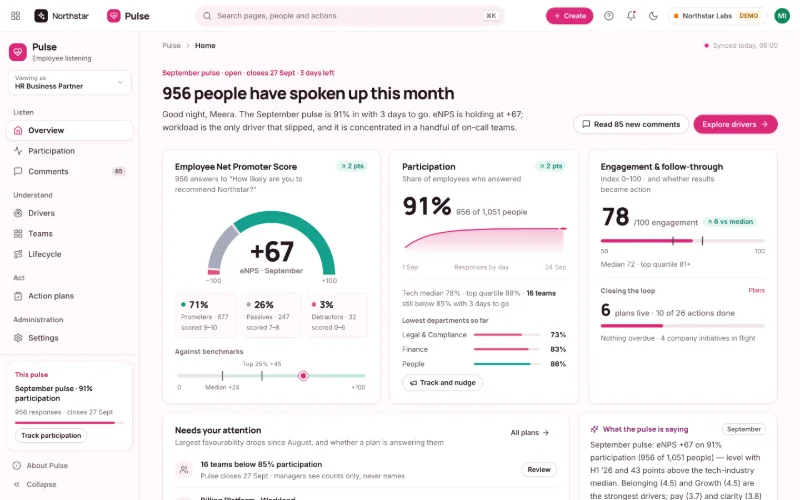 Northstar
Pulse
Search pages, people and actions
⌘K
+ Create
Northstar Labs
DEMO
MI
Pulse
Employee listening
Viewing as
HR Business Partner
Listen
Overview
Participation
Comments
85
Understand
Drivers
Teams
Lifecycle
Act
Action plans
Administration
Settings
This pulse
September pulse · 91% participation
956 responses · closes 27 Sept
Track participation
About Pulse
Collapse
Pulse > Home
Synced today, 06:00
September pulse · open · closes 27 Sept · 3 days left
956 people have spoken up this month
Good night, Meera. The September pulse is 91% in with 3 days to go. eNPS is holding at +67;
workload is the only driver that slipped, and it is concentrated in a handful of on-call teams.
Read 85 new comments
Explore drivers →
Employee Net Promoter Score
↗ 2 pts
956 answers to "How likely are you to
recommend Northstar?"
+67
eNPS · September
−100
+100
71%
Promoters · 677
scored 9–10
26%
Passives · 247
scored 7–8
3%
Detractors · 32
scored 0–6
Against benchmarks
Top 25% +45
0
Median +24
+100
Participation
↗ 2 pts
Share of employees who answered
91% 956 of 1,051 people
1 Sep
Responses by day
24 Sep
Tech median 78% · top quartile 88% · 16 teams
still below 85% with 3 days to go
Lowest departments so far
Legal & Compliance
73%
Finance
83%
People
86%
Track and nudge
Engagement & follow-through
Index 0–100 · and whether results
became action
78 /100 engagement
↗ 6 vs median
50
100
Median 72 · top quartile 81+
Closing the loop
Plans
6 plans live · 10 of 26 actions done
Nothing overdue · 4 company initiatives in flight
Needs your attention
Largest favourability drops since August, and whether a plan is answering them
All plans →
16 teams below 85% participation
Pulse closes 27 Sept · managers see counts only, never names
Review
Billing Platform · Workload
What the pulse is saying
September
September pulse: eNPS +67 on 91%
participation (956 of 1,051 people) — level with
H1 '26 and 43 points above the tech-industry
median. Belonging (4.5) and Growth (4.5) are
the strongest drivers; pay (3.7) and clarity (3.8)